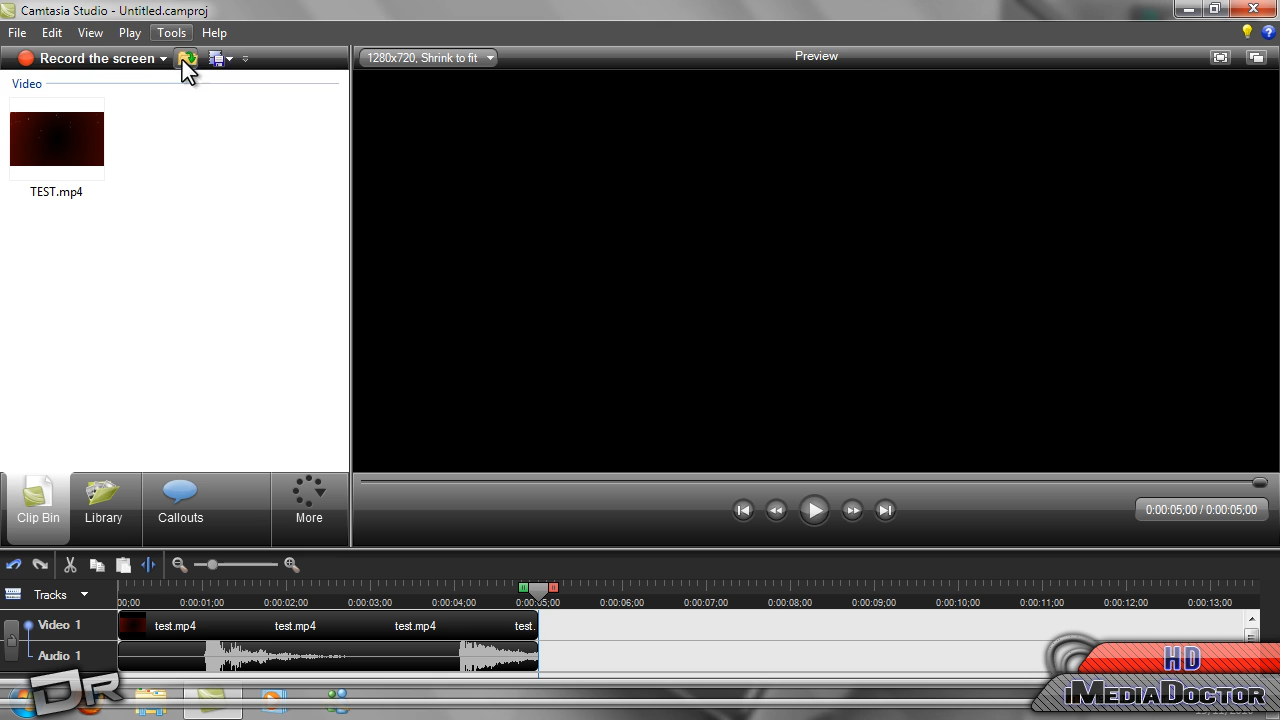 Camtasia Studio - Untitled.camproj
File Edit View Play Tools Help
Record the screen
1280x720, Shrink to fit
Preview
Video
TEST.mp4
Clip Bin
Library
Callouts
More
0:00:05;00 / 0:00:05;00
Tracks
00;00 0:00:01;00 0:00:02;00 0:00:03;00 0:00:04;00 0:00:05;00 0:00:06;00 0:00:07;00 0:00:08;00 0:00:09;00 0:00:10;00 0:00:11;00 0:00:12;00 0:00:13;00
Video 1
test.mp4 test.mp4 test.mp4 test.
Audio 1
HD
DR
iMEDIADOCTOR